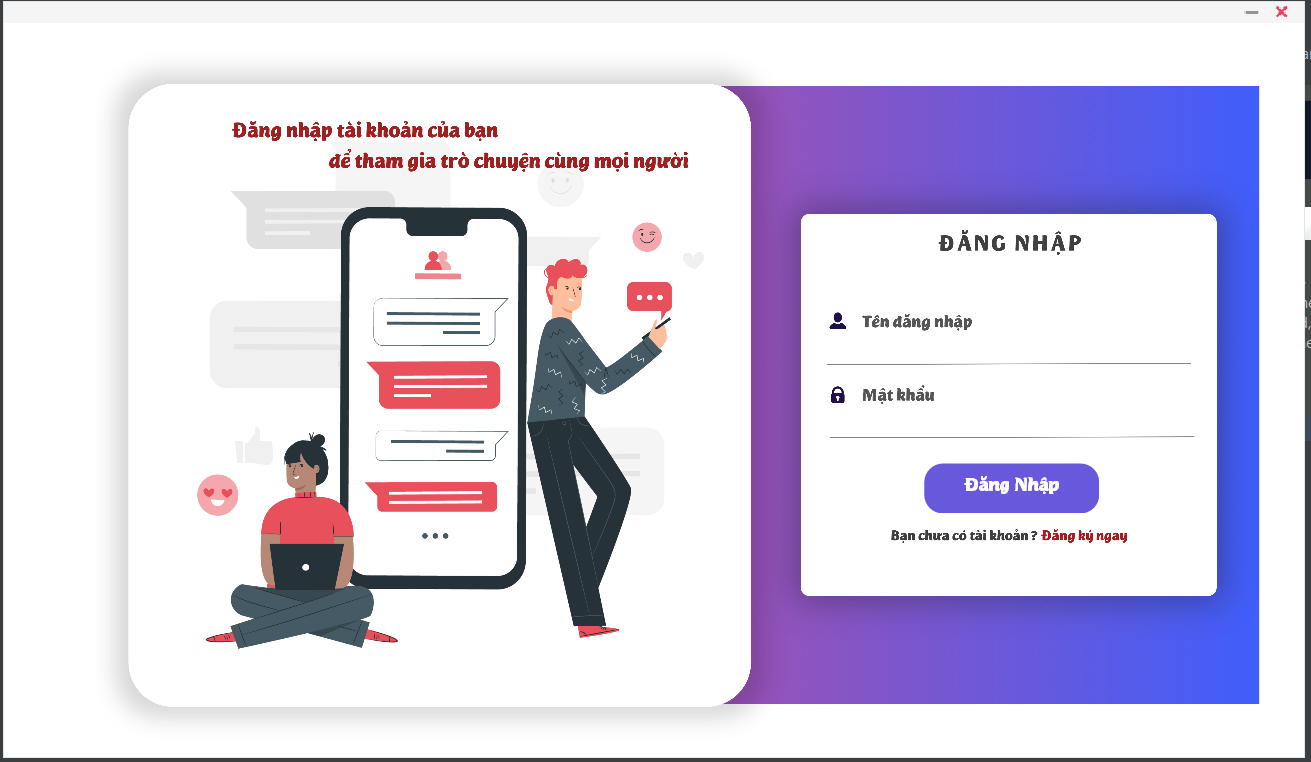 Đăng nhập tài khoản của bạn
để tham gia trò chuyện cùng mọi người
ĐĂNG NHẬP
Tên đăng nhập
Mật khẩu
Đăng Nhập
Bạn chưa có tài khoản ? Đăng ký ngay